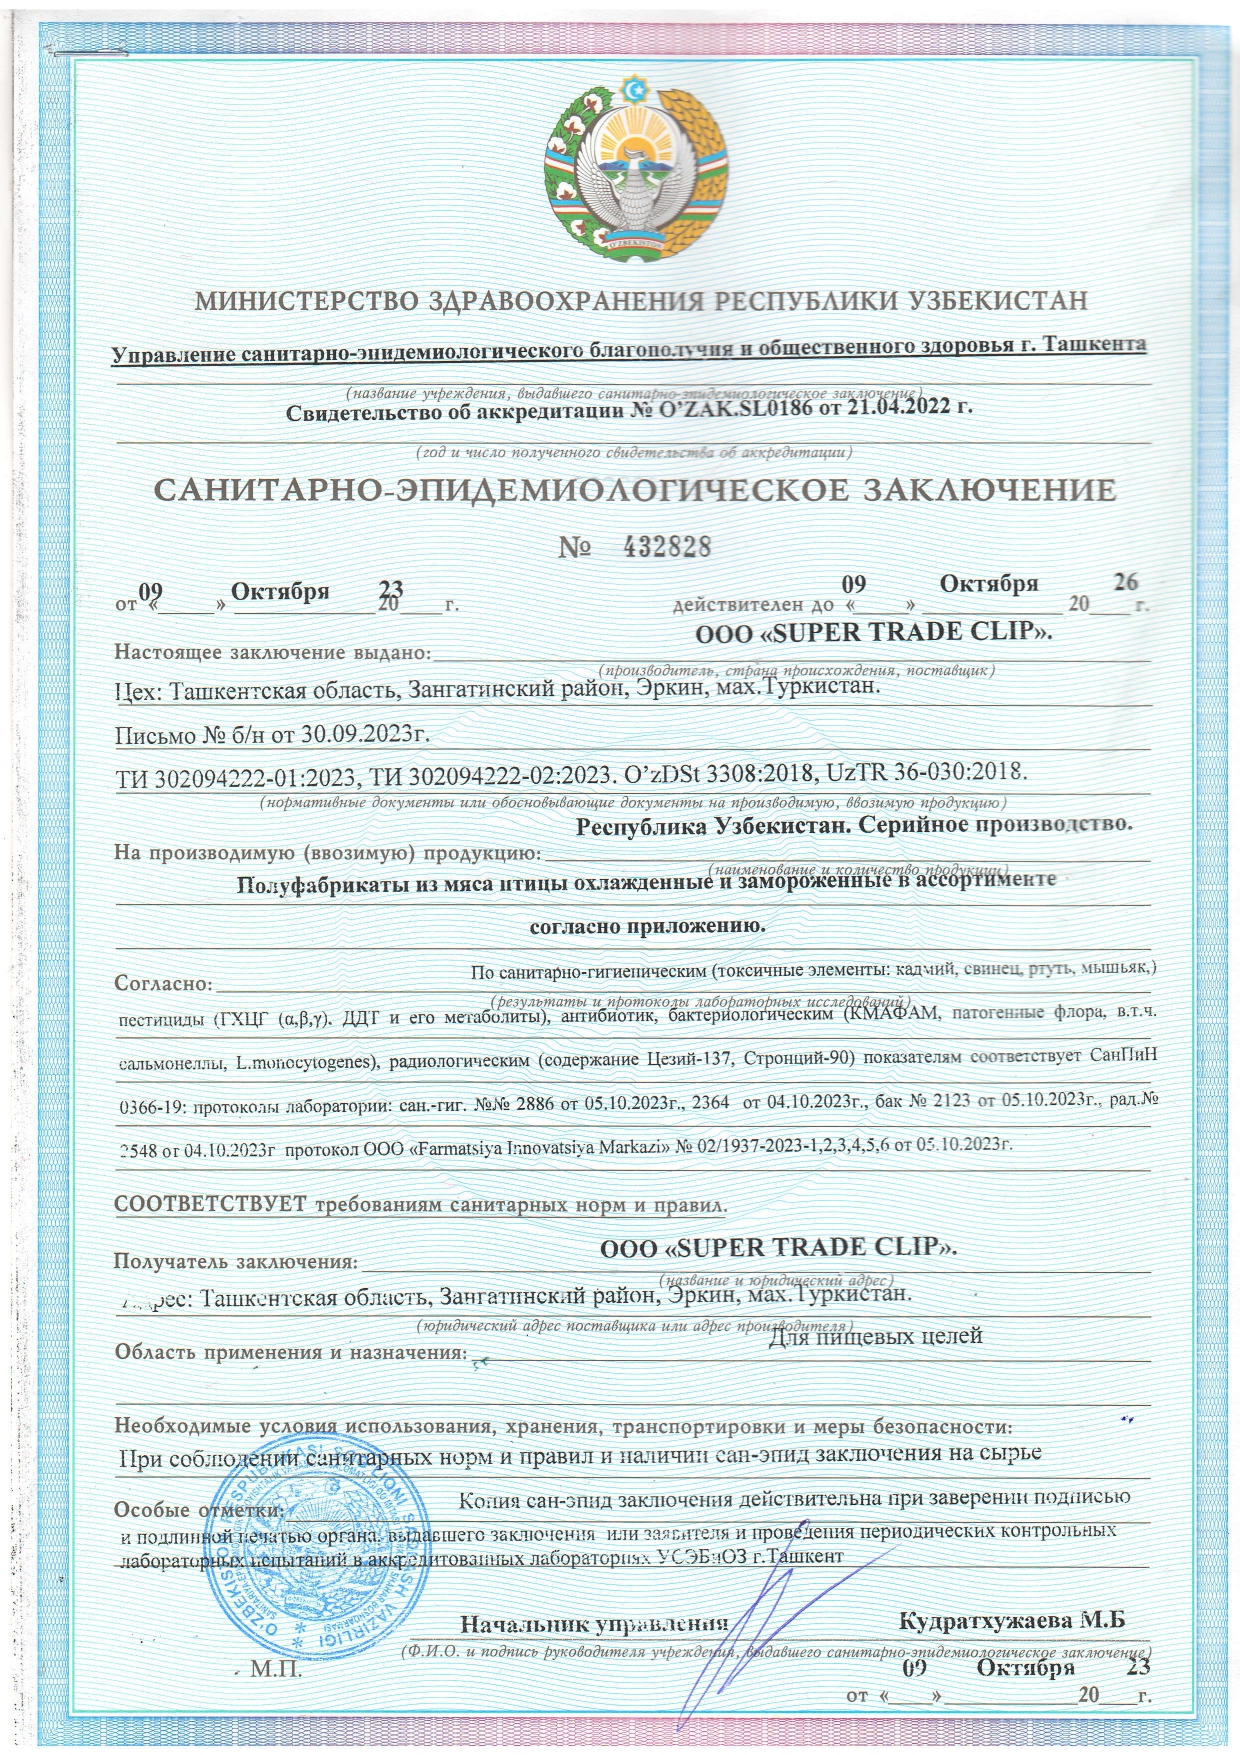 O'ZBEKISTON
МИНИСТЕРСТВО ЗДРАВООХРАНЕНИЯ РЕСПУБЛИКИ УЗБЕКИСТАН
Управление санитарно-эпидемиологического благополучия и общественного здоровья г. Ташкента
(название учреждения, выдавшего санитарно-эпидемиологическое заключение)
Свидетельство об аккредитации № O’ZAK.SL0186 от 21.04.2022 г.
(год и число полученного свидетельства об аккредитации)
САНИТАРНО-ЭПИДЕМИОЛОГИЧЕСКОЕ ЗАКЛЮЧЕНИЕ
№ 432828
от «09» Октября 2023 г. действителен до «09» Октября 2026 г.
Настоящее заключение выдано: ООО «SUPER TRADE CLIP».
(производитель, страна происхождения, поставщик)
Цех: Ташкентская область, Зангатинский район, Эркин, мах.Туркистан.
Письмо № б/н от 30.09.2023г.
ТИ 302094222-01:2023, ТИ 302094222-02:2023. O’zDSt 3308:2018, UzTR 36-030:2018.
(нормативные документы или обосновывающие документы на производимую, ввозимую продукцию)
На производимую (ввозимую) продукцию: Республика Узбекистан. Серийное производство.
(наименование и количество продукции)
Полуфабрикаты из мяса птицы охлажденные и замороженные в ассортименте
согласно приложению.
Согласно: По санитарно-гигиеническим (токсичные элементы: кадмий, свинец, ртуть, мышьяк,)
(результаты и протоколы лабораторных исследований)
пестициды (ГХЦГ (α,β,γ). ДДТ и его метаболиты), антибиотик, бактериологическим (КМАФАМ, патогенные флора, в.т.ч.
сальмонеллы, L.monocytogenes), радиологическим (содержание Цезий-137, Стронций-90) показателям соответствует СанПиН
0366-19: протоколы лаборатории: сан.-гиг. №№ 2886 от 05.10.2023г., 2364 от 04.10.2023г., бак № 2123 от 05.10.2023г., рад.№
2548 от 04.10.2023г протокол ООО «Farmatsiya Innovatsiya Markazi» № 02/1937-2023-1,2,3,4,5,6 от 05.10.2023г.
СООТВЕТСТВУЕТ требованиям санитарных норм и правил.
Получатель заключения: ООО «SUPER TRADE CLIP».
(название и юридический адрес)
Адрес: Ташкентская область, Зангатинский район, Эркин, мах.Туркистан.
(юридический адрес поставщика или адрес производителя)
Область применения и назначения: Для пищевых целей
Необходимые условия использования, хранения, транспортировки и меры безопасности:
При соблюдении санитарных норм и правил и наличии сан-эпид заключения на сырье
Особые отметки: Копия сан-эпид заключения действительна при заверении подписью
и подлинной печатью органа, выдавшего заключения или заявителя и проведения периодических контрольных
лабораторных испытаний в аккредитованных лабораториях УСЭБиОЗ г.Ташкент
Начальник управления Кудратхужаева М.Б
(Ф.И.О. и подпись руководителя учреждения, выдавшего санитарно-эпидемиологическое заключение)
М.П.
от «09» Октября 2023 г.